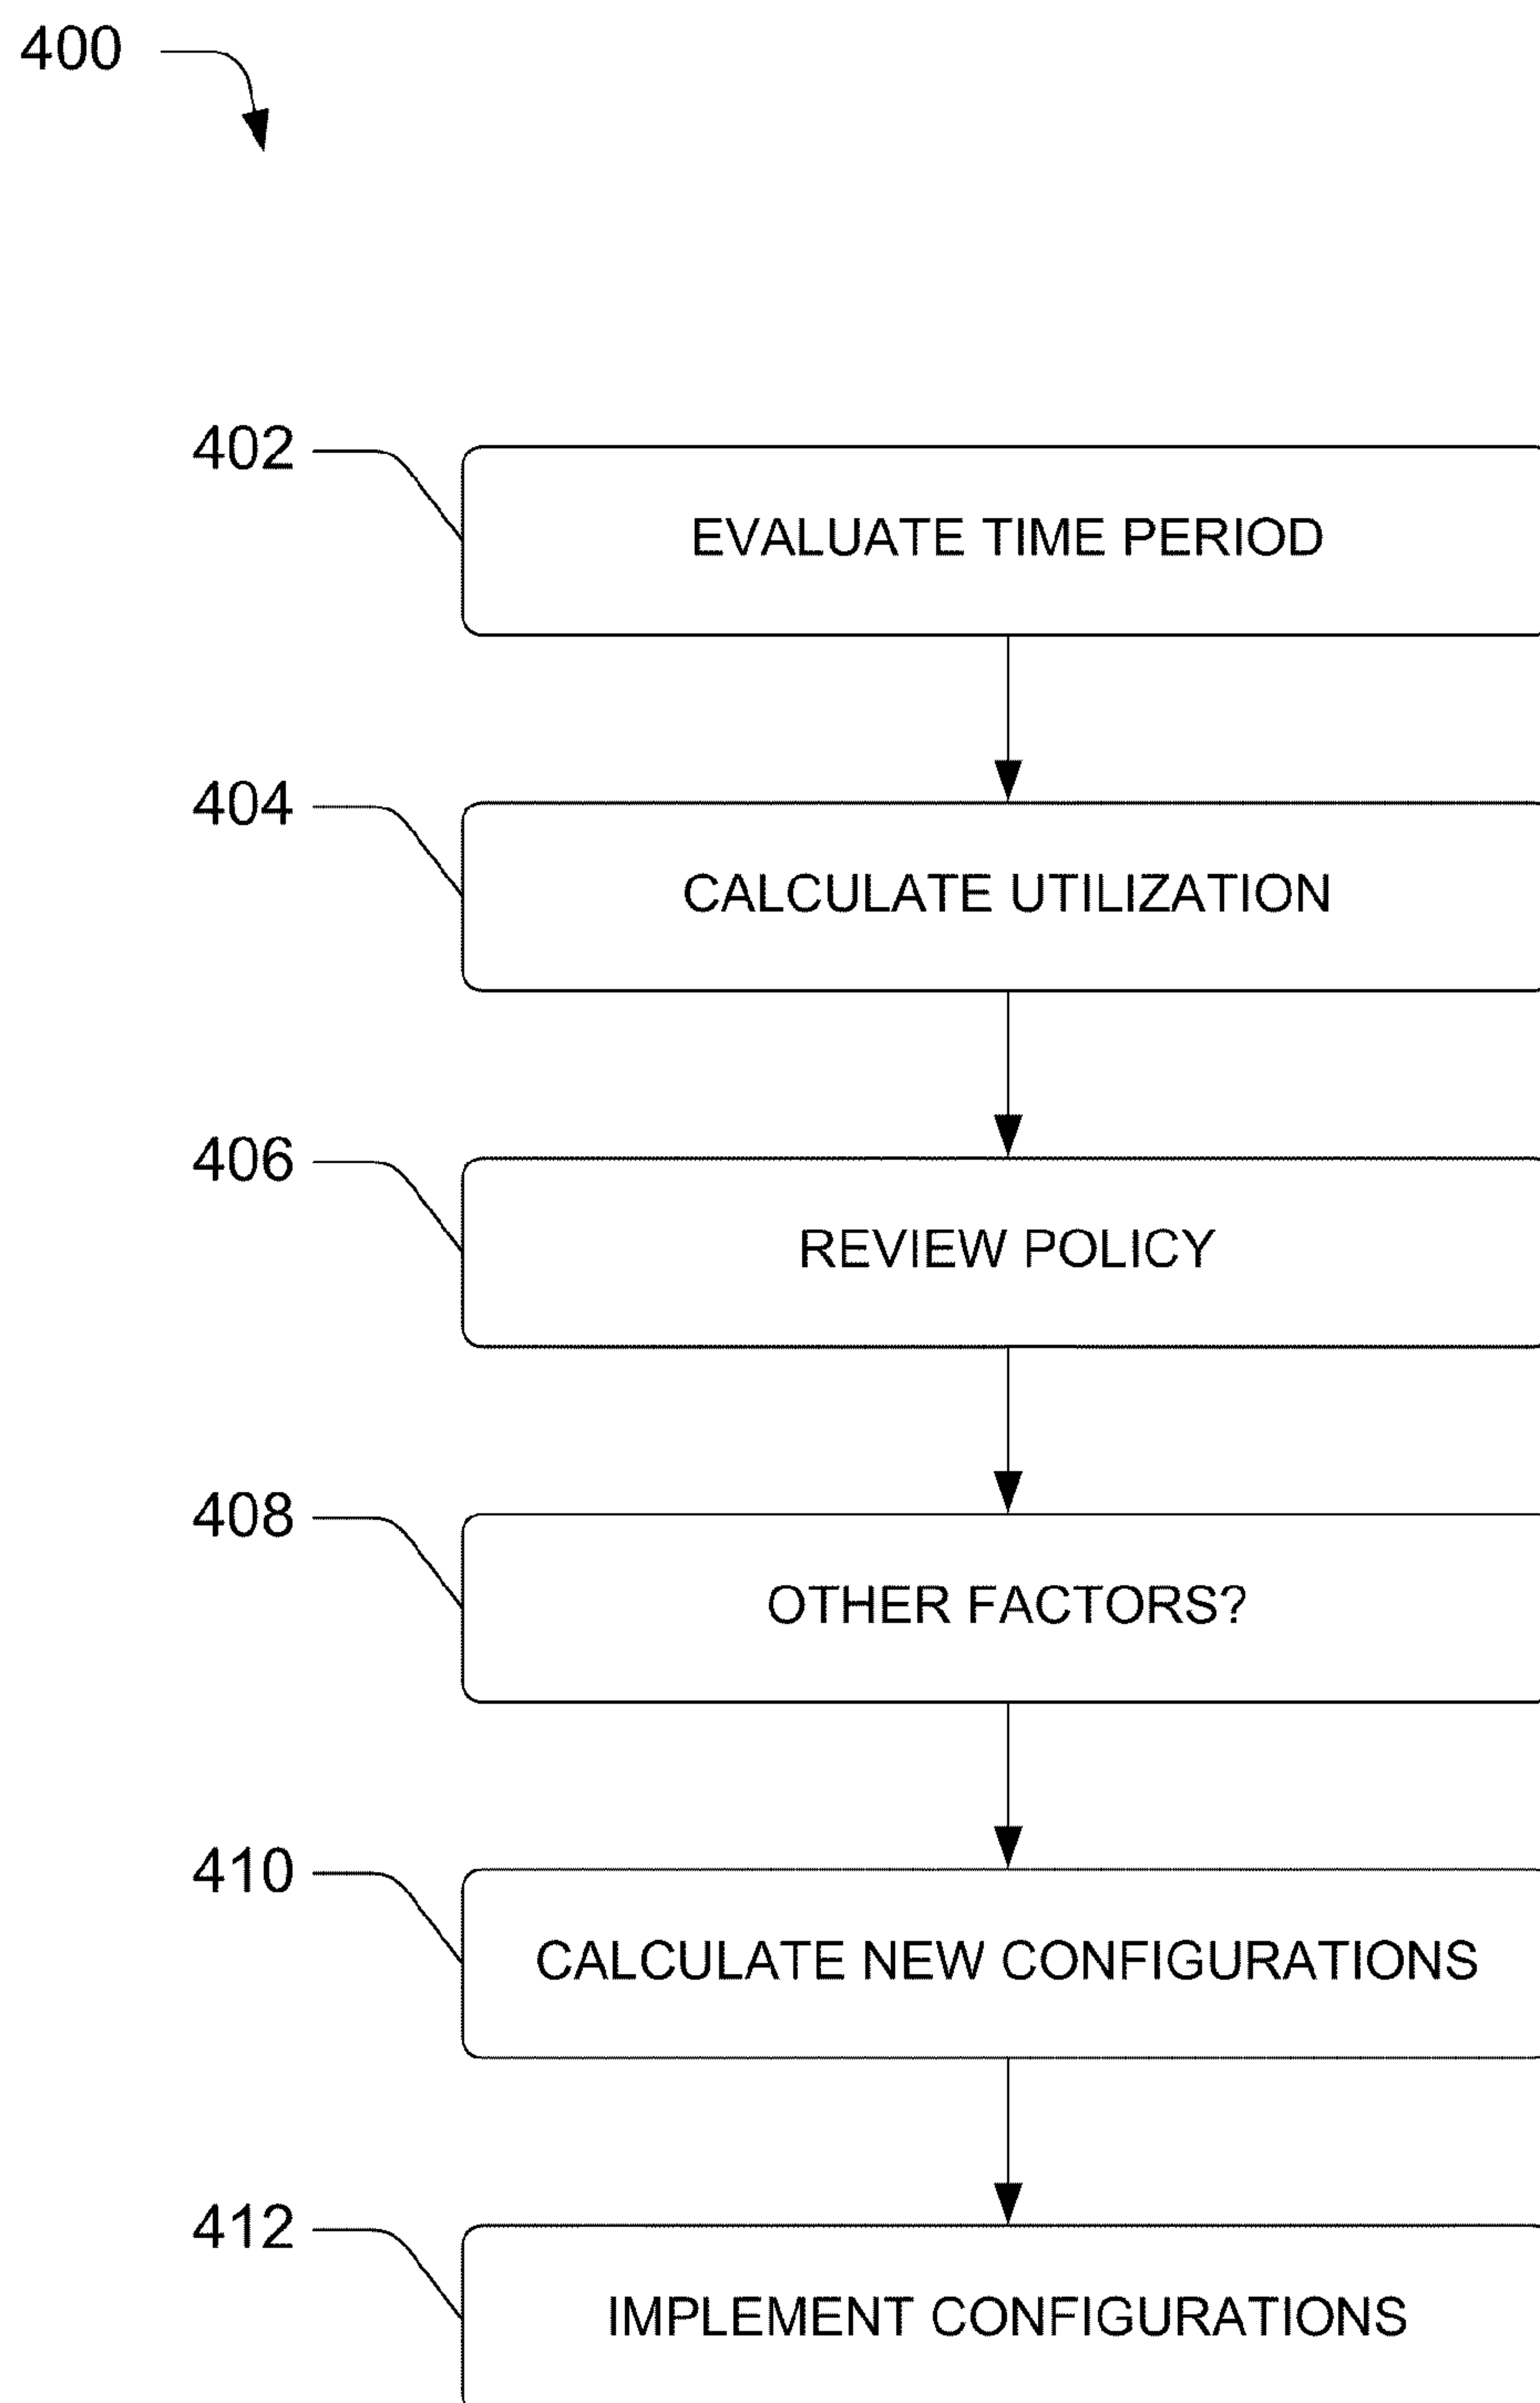 400
402
EVALUATE TIME PERIOD
404
CALCULATE UTILIZATION
406
REVIEW POLICY
408
OTHER FACTORS?
410
CALCULATE NEW CONFIGURATIONS
412
IMPLEMENT CONFIGURATIONS